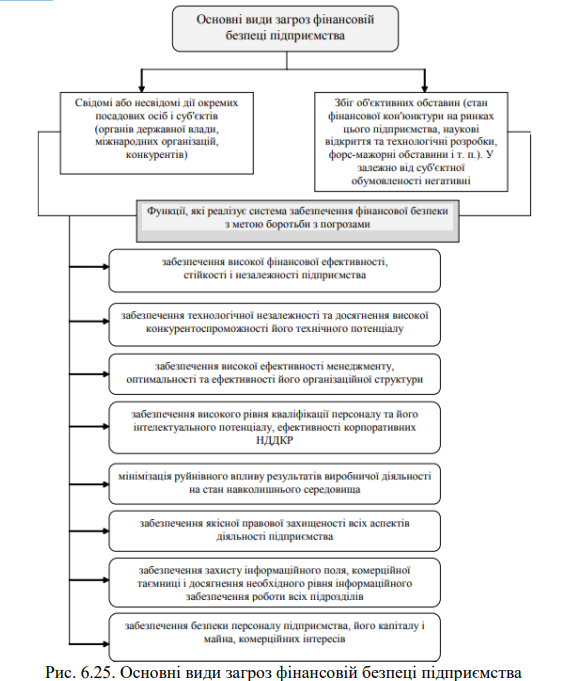 Основні види загроз фінансовій
безпеці підприємства
Свідомі або несвідомі дії окремих
посадових осіб і суб'єктів
(органів державної влади,
міжнародних організацій,
конкурентів)
Збіг об'єктивних обставин (стан
фінансової кон'юнктури на ринках
цього підприємства, наукові
відкриття та технологічні розробки,
форс-мажорні обставини і т. п.). У
залежно від суб'єктної
обумовленості негативні
Функції, які реалізує система забезпечення фінансової безпеки
з метою боротьби з погрозами
забезпечення високої фінансової ефективності,
стійкості і незалежності підприємства
забезпечення технологічної незалежності та досягнення високої
конкурентоспроможності його технічного потенціалу
забезпечення високої ефективності менеджменту,
оптимальності та ефективності його організаційної структури
забезпечення високого рівня кваліфікації персоналу та його
інтелектуального потенціалу, ефективності корпоративних
НДДКР
мінімізація руйнівного впливу результатів виробничої діяльності
на стан навколишнього середовища
забезпечення якісної правової захищеності всіх аспектів
діяльності підприємства
забезпечення захисту інформаційного поля, комерційної
таємниці і досягнення необхідного рівня інформаційного
забезпечення роботи всіх підрозділів
забезпечення безпеки персоналу підприємства, його капіталу і
майна, комерційних інтересів
Рис. 6.25. Основні види загроз фінансовій безпеці підприємства